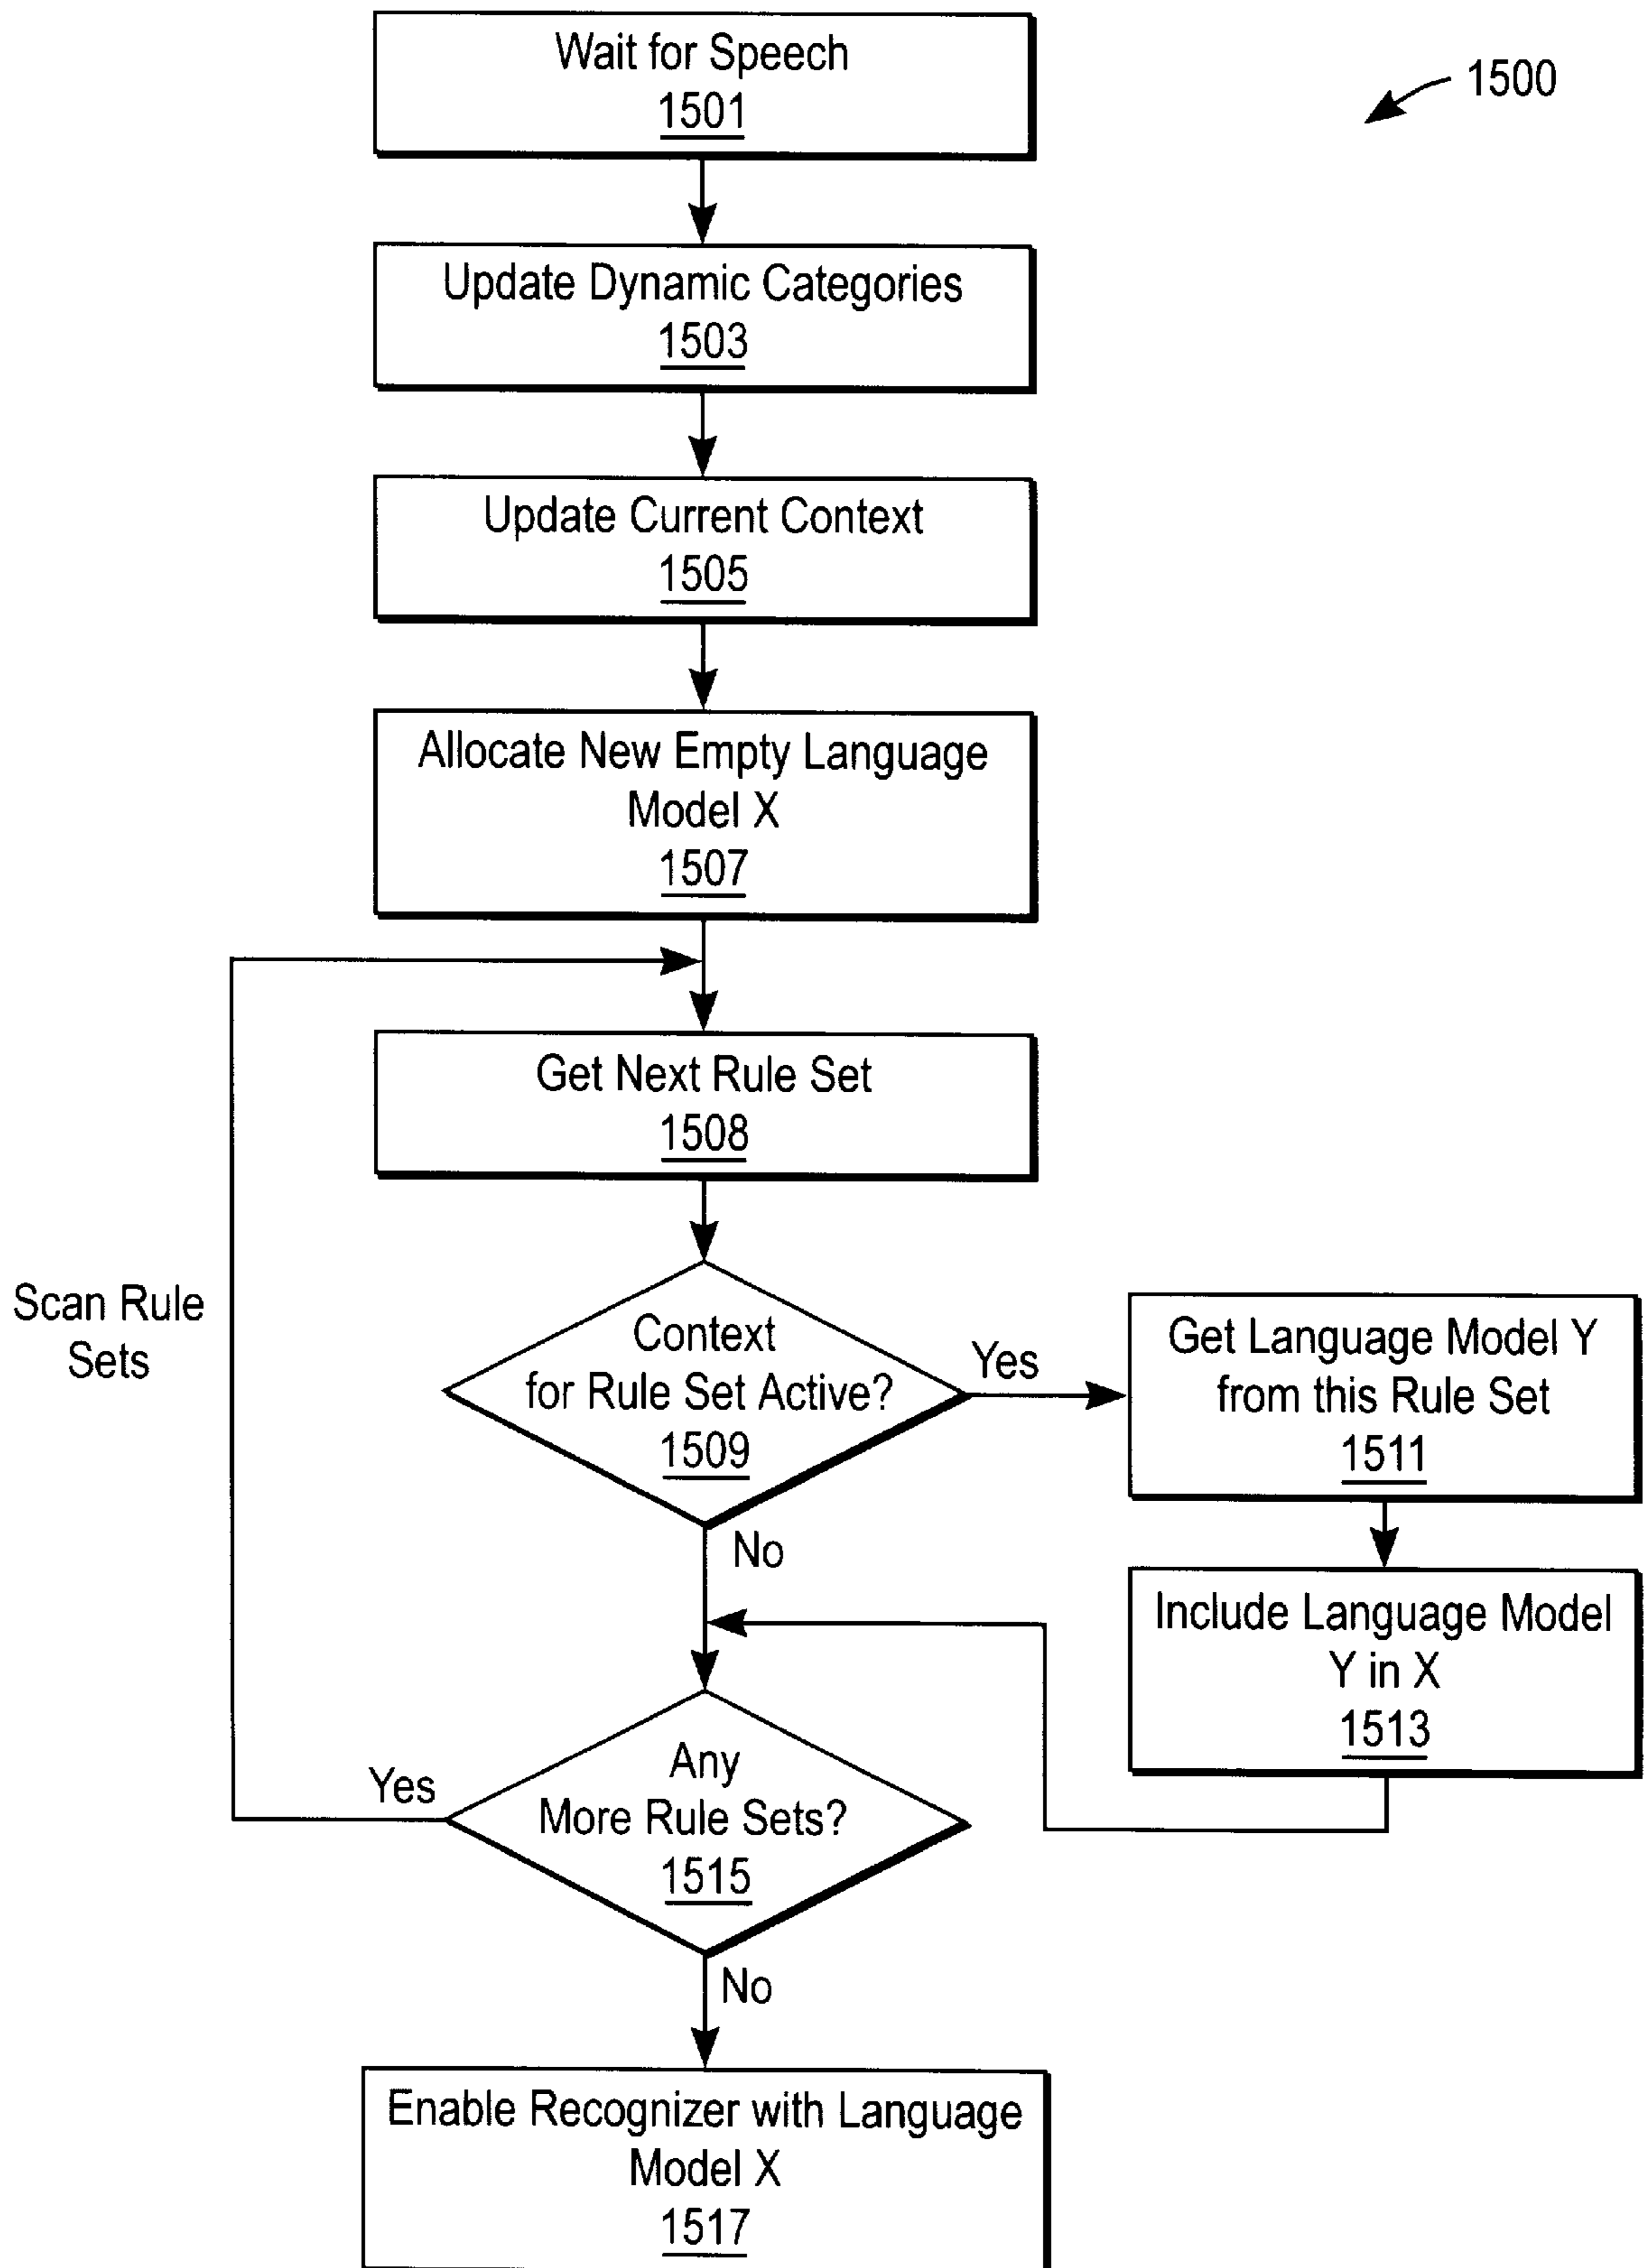 Wait for Speech
1501
1500
Update Dynamic Categories
1503
Update Current Context
1505
Allocate New Empty Language
Model X
1507
Get Next Rule Set
1508
Scan Rule
Sets
Context
for Rule Set Active?
1509
Yes
Get Language Model Y
from this Rule Set
1511
No
Include Language Model
Y in X
1513
Yes
Any
More Rule Sets?
1515
No
Enable Recognizer with Language
Model X
1517